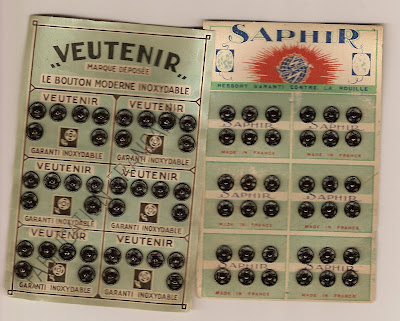 "VEUTENIR"
MARQUE DÉPOSÉE
LE BOUTON MODERNE INOXYDABLE
VEUTENIR
VEUTENIR
GARANTI INOXYDABLE
GARANTI INOXYDABLE
VEUTENIR
VEUTENIR
GARANTI INOXYDABLE
GARANTI INOXYDABLE
VEUTENIR
VEUTENIR
GARANTI INOXYDABLE
GARANTI INOXYDABLE
SAPHIR
RESSORT GARANTI CONTRE LA ROUILLE
SAPHIR
SAPHIR
MADE IN FRANCE
MADE IN FRANCE
SAPHIR
SAPHIR
MADE IN FRANCE
MADE IN FRANCE
SAPHIR
SAPHIR
MADE IN FRANCE
MADE IN FRANCE